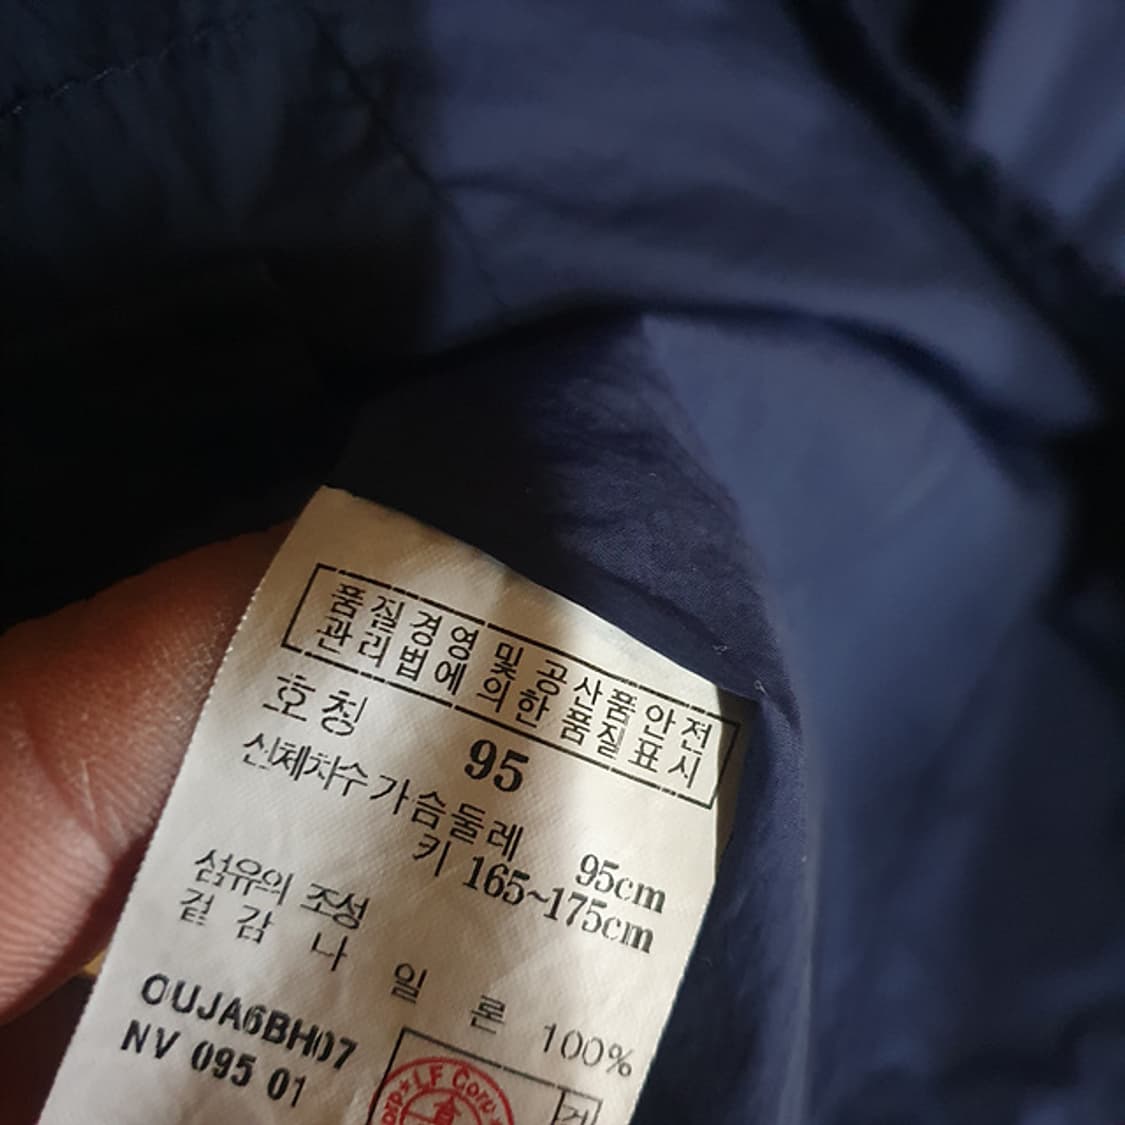 품질경영 및 공산품안전
관리법에 의한 품질표시
호칭 95
신체치수 가슴둘레 95cm
키 165~175cm
섬유의 조성
겉감 나일론 100%
OUJA6BH07
NV 095 01
LF Corp